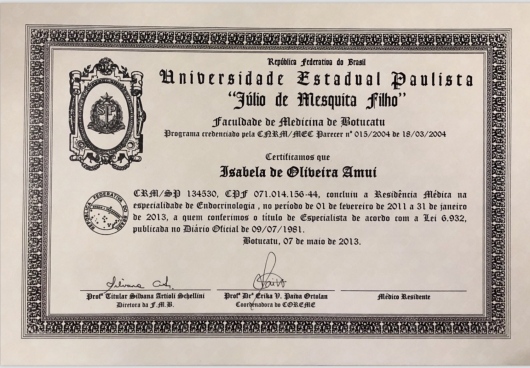 República Federativa do Brasil
Universidade Estadual Paulista
“Júlio de Mesquita Filho”
Faculdade de Medicina de Botucatu
Programa credenciado pela CNRM/MEC Parecer nº 015/2004 de 18/03/2004
Certificamos que
Isabela de Oliveira Amui
CRM/SP 134530, CPF 071.014.156-44, concluiu a Residência Médica na
especialidade de Endocrinologia , no período de 01 de fevereiro de 2011 a 31 de janeiro
de 2013, a quem conferimos o título de Especialista de acordo com a Lei 6.932,
publicada no Diário Oficial de 09/07/1981.
Botucatu, 07 de maio de 2013.
Profª Titular Silvana Artioli Schellini
Diretora da F.M.B.
Profª Drª Érika V. Paiva Ortolan
Coordenadora do COREME
Médico Residente